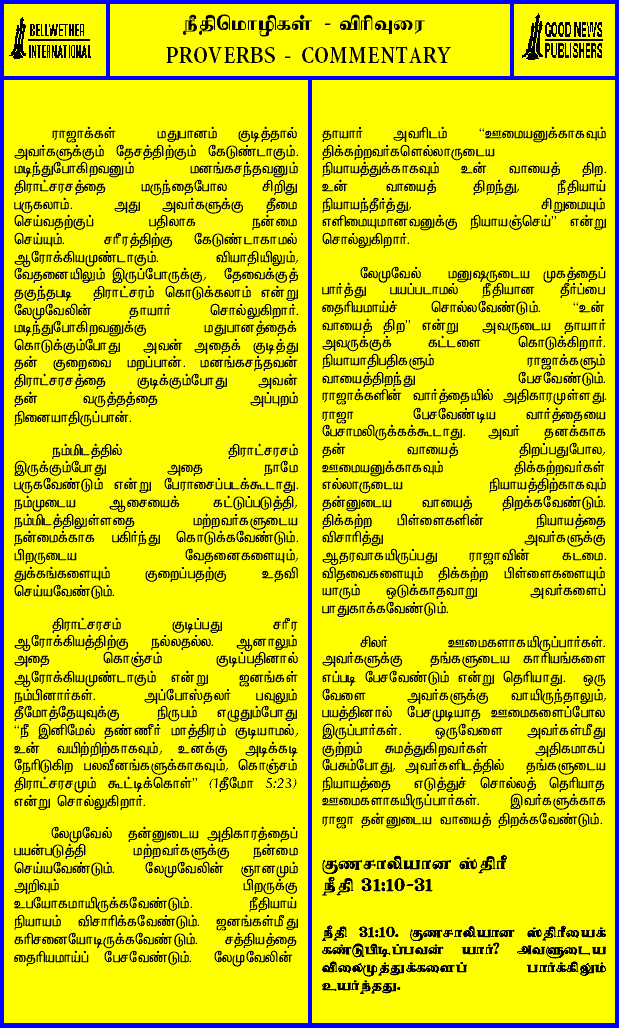 BELLWETHER
INTERNATIONAL
நீதிமொழிகள் - விரிவுரை
PROVERBS - COMMENTARY
GOOD NEWS
PUBLISHERS
ராஜாக்கள் மதுபானம் குடித்தால்
அவர்களுக்கும் தேசத்திற்கும் கேடுண்டாகும்.
மடிந்துபோகிறவனும் மனங்கசந்தவனும்
திராட்சரசத்தை மருந்தைபோல சிறிது
பருகலாம். அது அவர்களுக்கு தீமை
செய்வதற்குப் பதிலாக நன்மை
செய்யும். சரீரத்திற்கு கேடுண்டாகாமல்
ஆரோக்கியமுண்டாகும். வியாதியிலும்,
வேதனையிலும் இருப்போருக்கு, தேவைக்குத்
தகுந்தபடி திராட்சரம் கொடுக்கலாம் என்று
லேமுவேலின் தாயார் சொல்லுகிறார்.
மடிந்துபோகிறவனுக்கு மதுபானத்தைக்
கொடுக்கும்போது அவன் அதைக் குடித்து
தன் குறைவை மறப்பான். மனங்கசந்தவன்
திராட்சரசத்தை குடிக்கும்போது அவன்
தன் வருத்தத்தை அப்புறம்
நினையாதிருப்பான்.
நம்மிடத்தில் திராட்சரசம்
இருக்கும்போது அதை நாமே
பருகவேண்டும் என்று பேராசைப்படக்கூடாது.
நம்முடைய ஆசையைக் கட்டுப்படுத்தி,
நம்மிடத்திலுள்ளதை மற்றவர்களுடைய
நன்மைக்காக பகிர்ந்து கொடுக்கவேண்டும்.
பிறருடைய வேதனைகளையும்,
துக்கங்களையும் குறைப்பதற்கு உதவி
செய்யவேண்டும்.
திராட்சரசம் குடிப்பது சரீர
ஆரோக்கியத்திற்கு நல்லதல்ல. ஆனாலும்
அதை கொஞ்சம் குடிப்பதினால்
ஆரோக்கியமுண்டாகும் என்று ஜனங்கள்
நம்பினார்கள். அப்போஸ்தலர் பவுலும்
தீமோத்தேயுவுக்கு நிருபம் எழுதும்போது
“நீ இனிமேல் தண்ணீர் மாத்திரம் குடியாமல்,
உன் வயிற்றிற்காகவும், உனக்கு அடிக்கடி
நேரிடுகிற பலவீனங்களுக்காகவும், கொஞ்சம்
திராட்சரசமும் கூட்டிக்கொள்” (1தீமோ 5:23)
என்று சொல்லுகிறார்.
லேமுவேல் தன்னுடைய அதிகாரத்தைப்
பயன்படுத்தி மற்றவர்களுக்கு நன்மை
செய்யவேண்டும். லேமுவேலின் ஞானமும்
அறிவும் பிறருக்கு
உபயோகமாயிருக்கவேண்டும். நீதியாய்
நியாயம் விசாரிக்கவேண்டும். ஜனங்கள்மீது
கரிசனையோடிருக்கவேண்டும். சத்தியத்தை
தைரியமாய்ப் பேசவேண்டும். லேமுவேலின்
தாயார் அவரிடம் “ஊமையனுக்காகவும்
திக்கற்றவர்களெல்லாருடைய
நியாயத்துக்காகவும் உன் வாயைத் திற.
உன் வாயைத் திறந்து, நீதியாய்
நியாயந்தீர்த்து, சிறுமையும்
எளிமையுமானவனுக்கு நியாயஞ்செய்” என்று
சொல்லுகிறார்.
லேமுவேல் மனுஷருடைய முகத்தைப்
பார்த்து பயப்படாமல் நீதியான தீர்ப்பை
தைரியமாய்ச் சொல்லவேண்டும். “உன்
வாயைத் திற” என்று அவருடைய தாயார்
அவருக்குக் கட்டளை கொடுக்கிறார்.
நியாயாதிபதிகளும் ராஜாக்களும்
வாயைத்திறந்து பேசவேண்டும்.
ராஜாக்களின் வார்த்தையில் அதிகாரமுள்ளது.
ராஜா பேசவேண்டிய வார்த்தையை
பேசாமலிருக்கக்கூடாது. அவர் தனக்காக
தன் வாயைத் திறப்பதுபோல,
ஊமையனுக்காகவும் திக்கற்றவர்கள்
எல்லாருடைய நியாயத்திற்காகவும்
தன்னுடைய வாயைத் திறக்கவேண்டும்.
திக்கற்ற பிள்ளைகளின் நியாயத்தை
விசாரித்து அவர்களுக்கு
ஆதரவாகயிருப்பது ராஜாவின் கடமை.
விதவைகளையும் திக்கற்ற பிள்ளைகளையும்
யாரும் ஒடுக்காதவாறு அவர்களைப்
பாதுகாக்கவேண்டும்.
சிலர் ஊமைகளாகயிருப்பார்கள்.
அவர்களுக்கு தங்களுடைய காரியங்களை
எப்படி பேசவேண்டும் என்று தெரியாது. ஒரு
வேளை அவர்களுக்கு வாயிருந்தாலும்,
பயத்தினால் பேசமுடியாத ஊமைகளைப்போல
இருப்பார்கள். ஒருவேளை அவர்கள்மீது
குற்றம் சுமத்துகிறவர்கள் அதிகமாகப்
பேசும்போது, அவர்களிடத்தில் தங்களுடைய
நியாயத்தை எடுத்துச் சொல்லத் தெரியாத
ஊமைகளாகயிருப்பார்கள். இவர்களுக்காக
ராஜா தன்னுடைய வாயைத் திறக்கவேண்டும்.
குணசாலியான ஸ்திரீ
நீதி 31:10-31
நீதி 31:10. குணசாலியான ஸ்திரீயைக்
கண்டுபிடிப்பவன் யார்? அவளுடைய
விலைமுத்துக்களைப் பார்க்கிலும்
உயர்ந்தது.